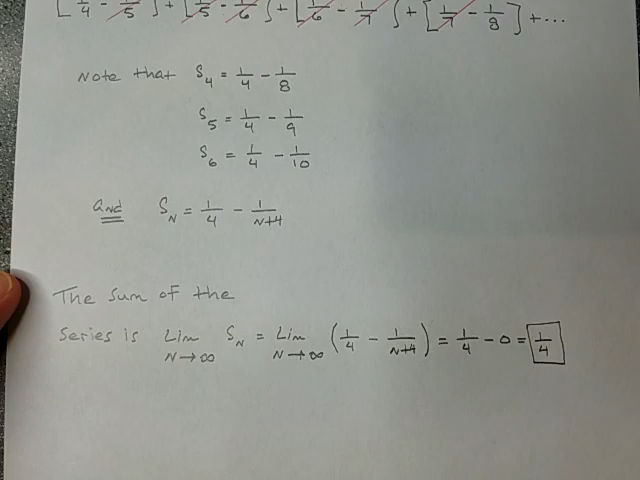 [1/4 - 1/5] + [1/5 - 1/6] + [1/6 - 1/7] + [1/7 - 1/8] + ...
Note that S₄ = 1/4 - 1/8
S₅ = 1/4 - 1/9
S₆ = 1/4 - 1/10
and S_N = 1/4 - 1/(N+4)
The sum of the
series is Lim N→∞ S_N = Lim N→∞ (1/4 - 1/(N+4)) = 1/4 - 0 = 1/4